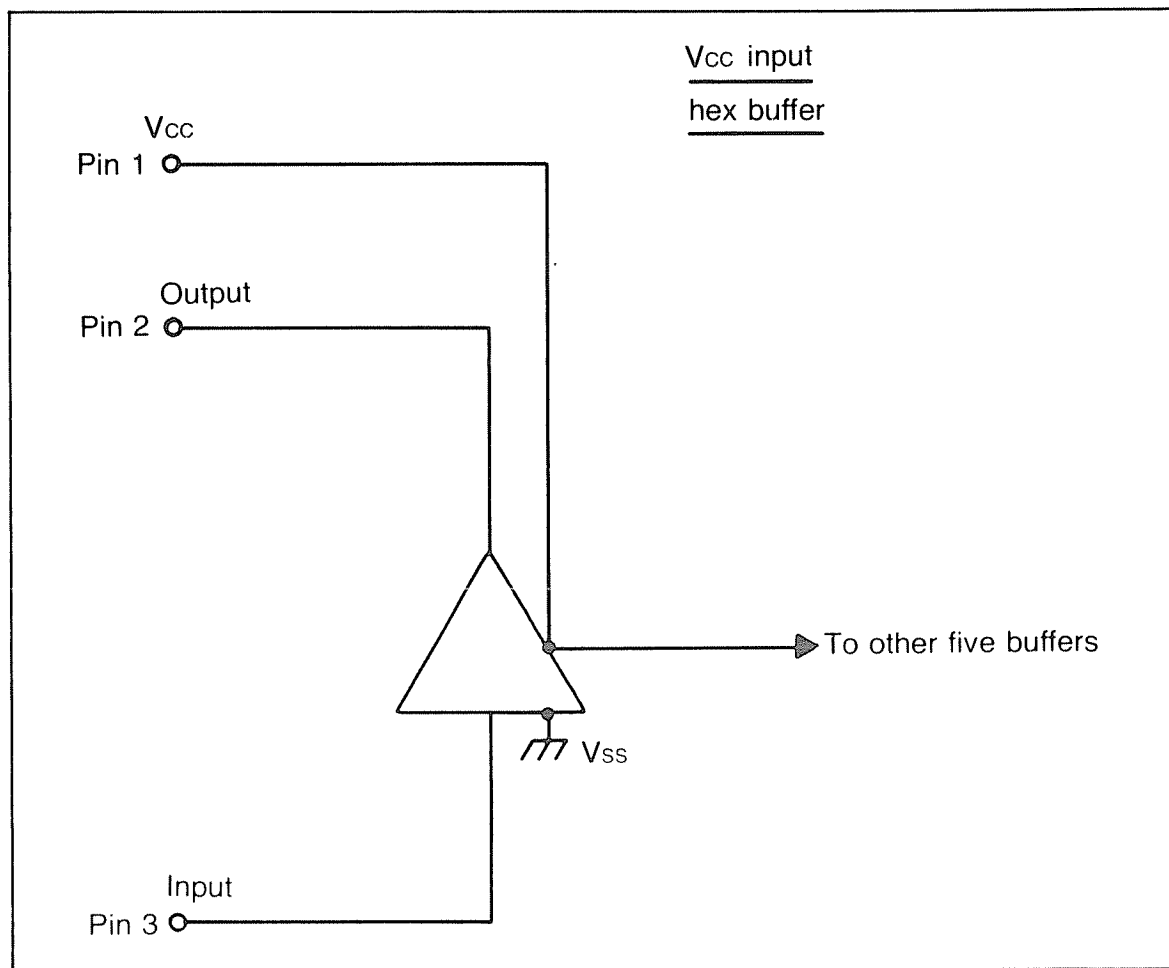 Vcc input
hex buffer
Vcc
Pin 1
Output
Pin 2
To other five buffers
Vss
Input
Pin 3